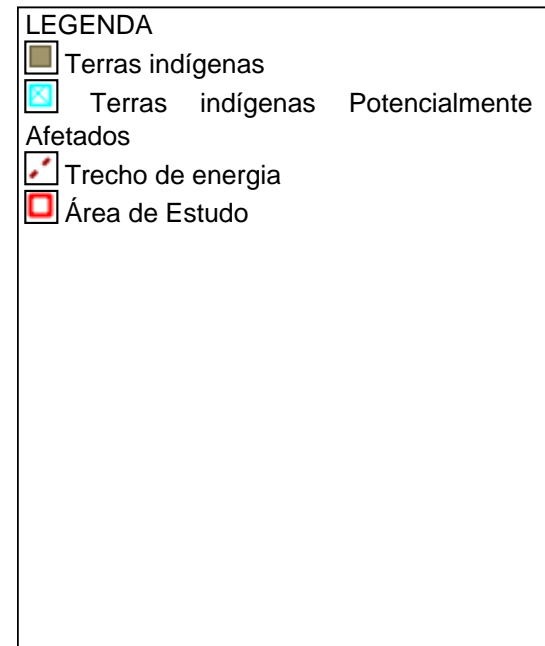 LEGENDA
Terras indígenas
Terras indígenas Potencialmente
Afetados
Trecho de energia
Área de Estudo